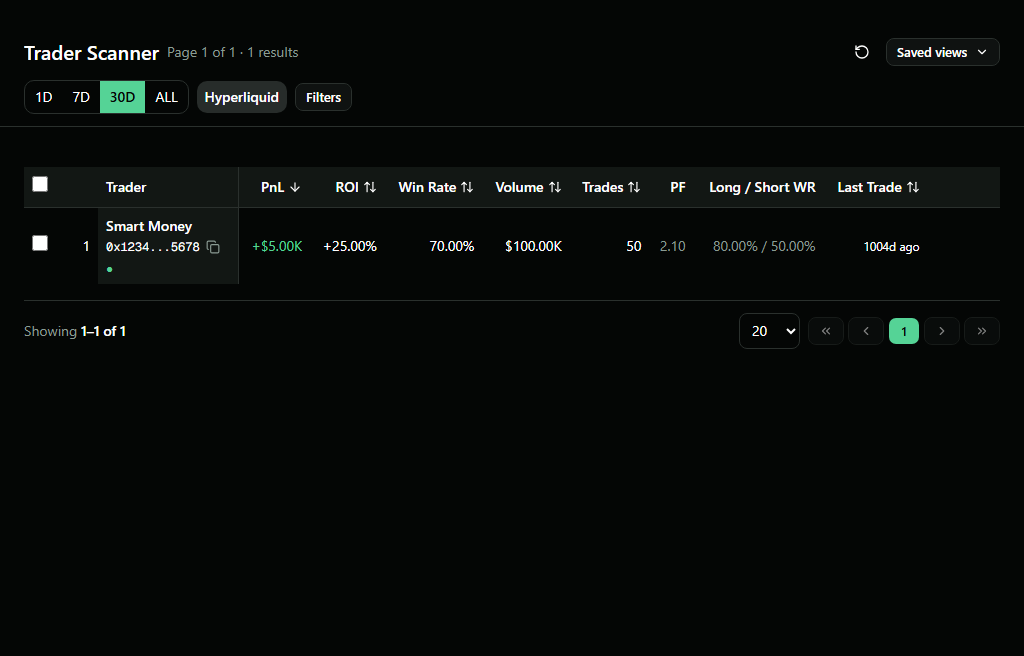 Trader Scanner Page 1 of 1 · 1 results
Saved views
1D 7D 30D ALL Hyperliquid Filters
Trader PnL ROI Win Rate Volume Trades PF Long / Short WR Last Trade
Smart Money
1 0x1234...5678 +$5.00K +25.00% 70.00% $100.00K 50 2.10 80.00% / 50.00% 1004d ago
Showing 1–1 of 1
20 « ‹ 1 › »